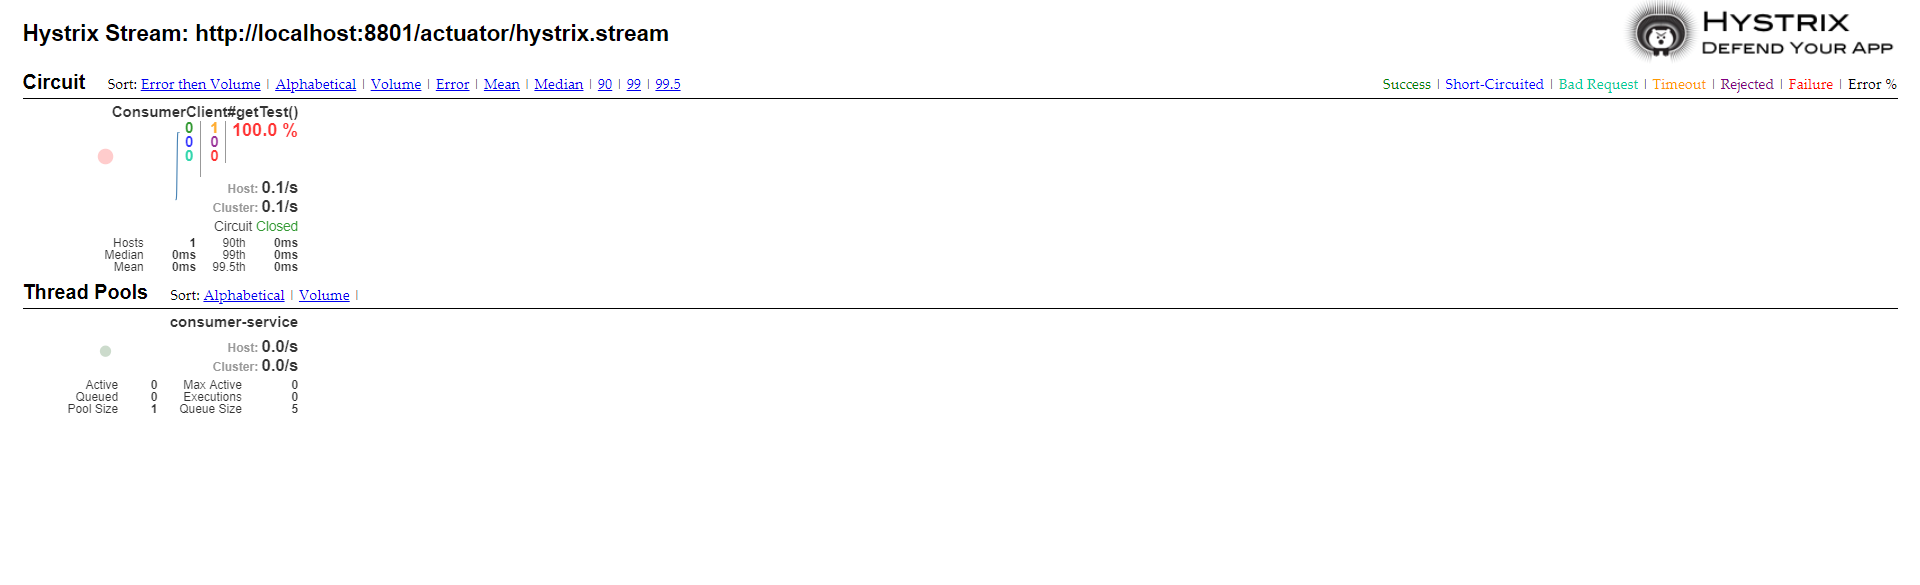 Hystrix Stream: http://localhost:8801/actuator/hystrix.stream
HYSTRIX
DEFEND YOUR APP
Circuit Sort: Error then Volume | Alphabetical | Volume | Error | Mean | Median | 90 | 99 | 99.5
Success | Short-Circuited | Bad Request | Timeout | Rejected | Failure | Error %
ConsumerClient#getTest()
0 1 100.0 %
0 0
0 0
Host: 0.1/s
Cluster: 0.1/s
Circuit Closed
Hosts 1 90th 0ms
Median 0ms 99th 0ms
Mean 0ms 99.5th 0ms
Thread Pools Sort: Alphabetical | Volume |
consumer-service
Host: 0.0/s
Cluster: 0.0/s
Active 0 Max Active 0
Queued 0 Executions 0
Pool Size 1 Queue Size 5